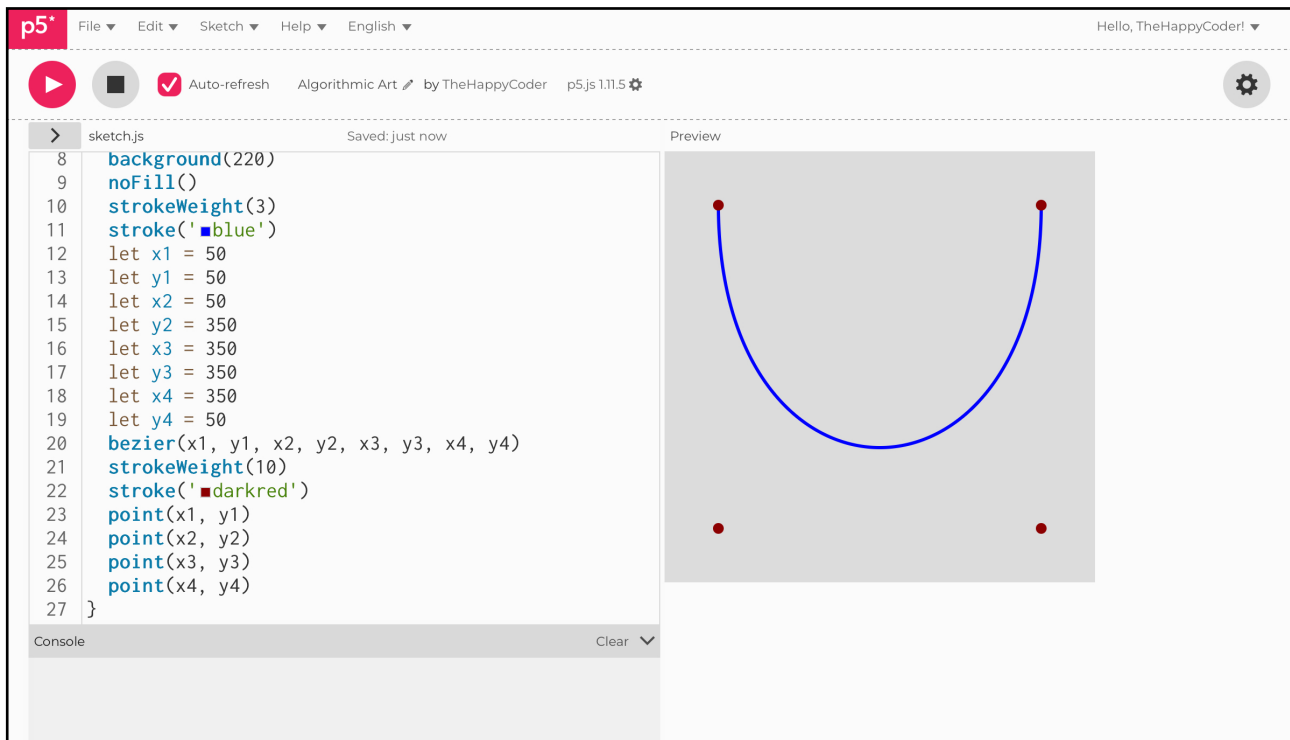 p5* File Edit Sketch Help English Hello, TheHappyCoder!
Auto-refresh Algorithmic Art by TheHappyCoder p5.js 1.11.5
sketch.js Saved: just now Preview
8 background(220)
9 noFill()
10 strokeWeight(3)
11 stroke('blue')
12 let x1 = 50
13 let y1 = 50
14 let x2 = 50
15 let y2 = 350
16 let x3 = 350
17 let y3 = 350
18 let x4 = 350
19 let y4 = 50
20 bezier(x1, y1, x2, y2, x3, y3, x4, y4)
21 strokeWeight(10)
22 stroke('darkred')
23 point(x1, y1)
24 point(x2, y2)
25 point(x3, y3)
26 point(x4, y4)
27 }
Console Clear